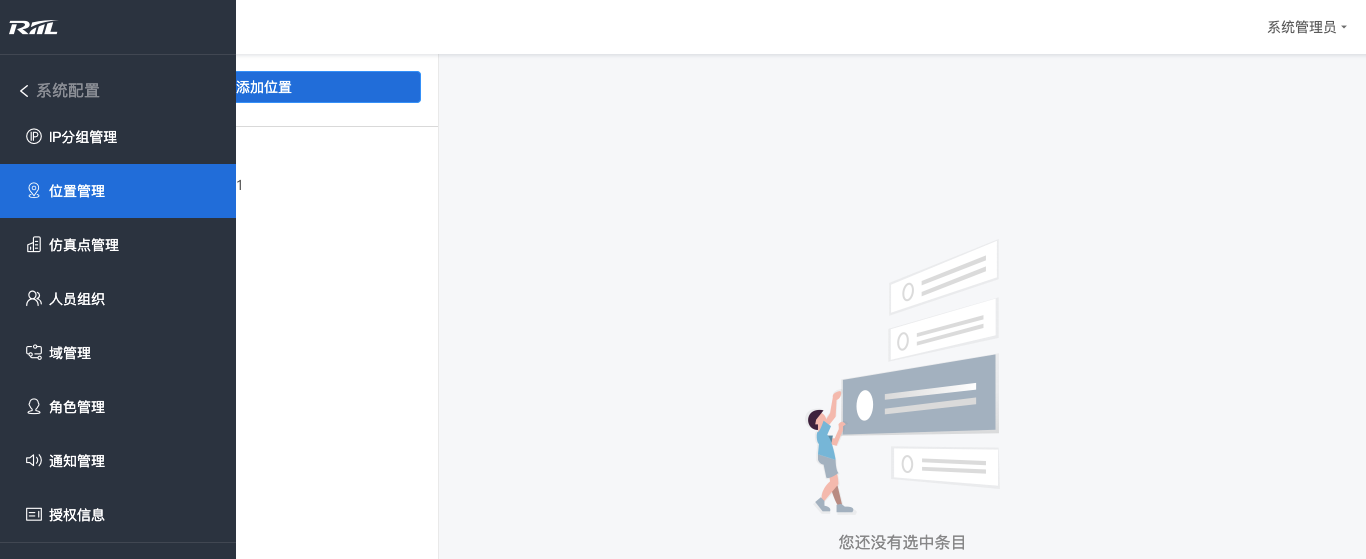 RIIL
系统管理员
系统配置
添加位置
IP分组管理
位置管理
1
仿真点管理
人员组织
域管理
角色管理
通知管理
授权信息
您还没有选中条目